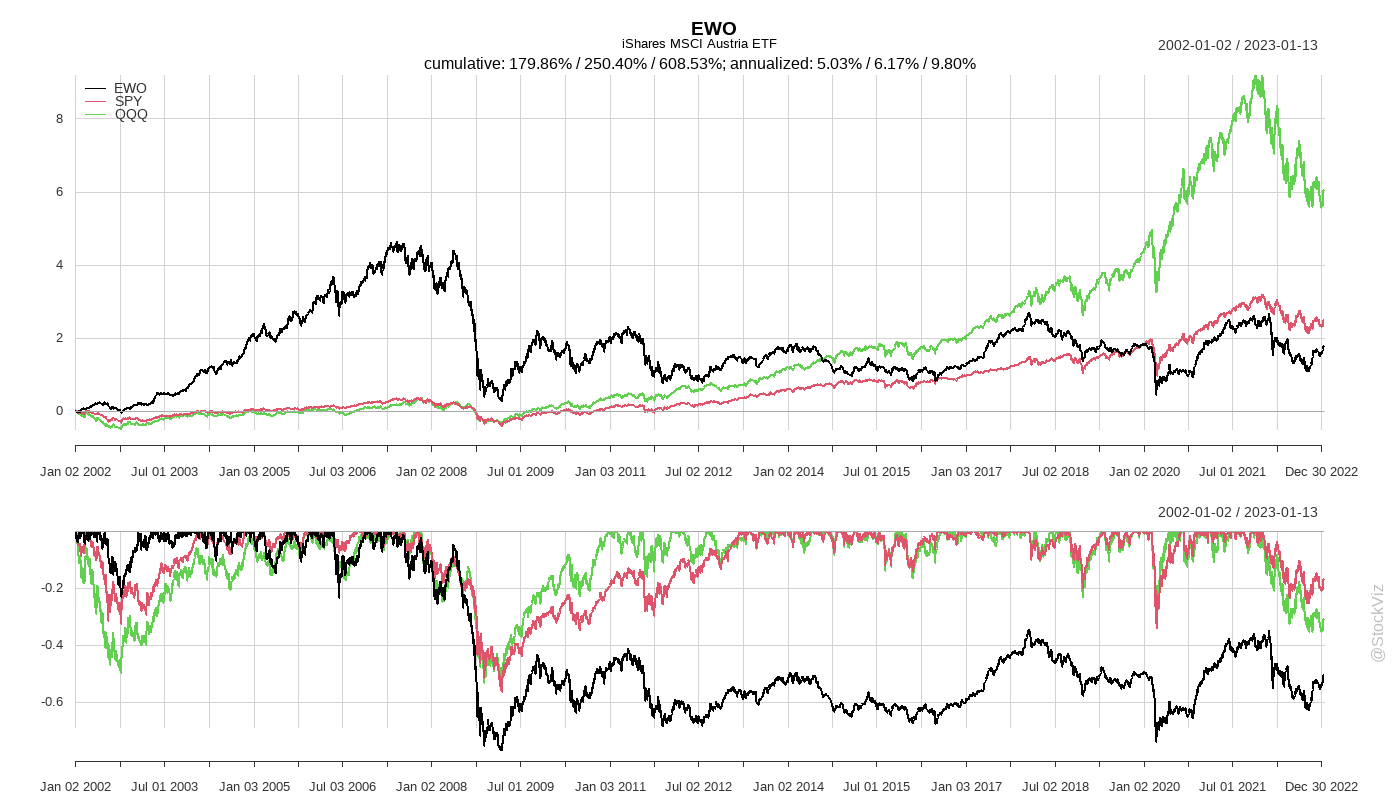 EWO
iShares MSCI Austria ETF
2002-01-02 / 2023-01-13
cumulative: 179.86% / 250.40% / 608.53%; annualized: 5.03% / 6.17% / 9.80%
EWO
SPY
QQQ
8
6
4
2
0
Jan 02 2002 Jul 01 2003 Jan 03 2005 Jul 03 2006 Jan 02 2008 Jul 01 2009 Jan 03 2011 Jul 02 2012 Jan 02 2014 Jul 01 2015 Jan 03 2017 Jul 02 2018 Jan 02 2020 Jul 01 2021 Dec 30 2022
2002-01-02 / 2023-01-13
-0.2
-0.4
-0.6
Jan 02 2002 Jul 01 2003 Jan 03 2005 Jul 03 2006 Jan 02 2008 Jul 01 2009 Jan 03 2011 Jul 02 2012 Jan 02 2014 Jul 01 2015 Jan 03 2017 Jul 02 2018 Jan 02 2020 Jul 01 2021 Dec 30 2022
@StockViz